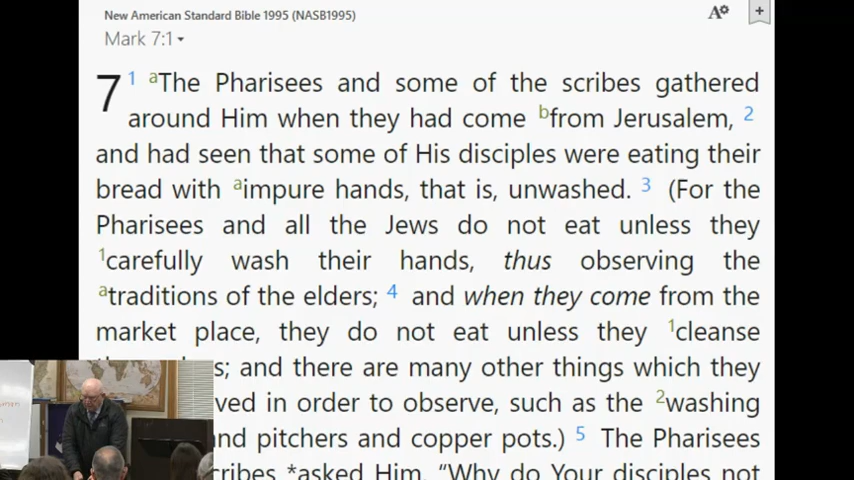 New American Standard Bible 1995 (NASB1995)
Mark 7:1
7 1 aThe Pharisees and some of the scribes gathered
around Him when they had come bfrom Jerusalem, 2
and had seen that some of His disciples were eating their
bread with aimpure hands, that is, unwashed. 3 (For the
Pharisees and all the Jews do not eat unless they
1carefully wash their hands, thus observing the
atraditions of the elders; 4 and when they come from the
market place, they do not eat unless they 1cleanse
; and there are many other things which they
in order to observe, such as the 2washing
and pitchers and copper pots.) 5 The Pharisees
*asked Him, “Why do Your disciples not